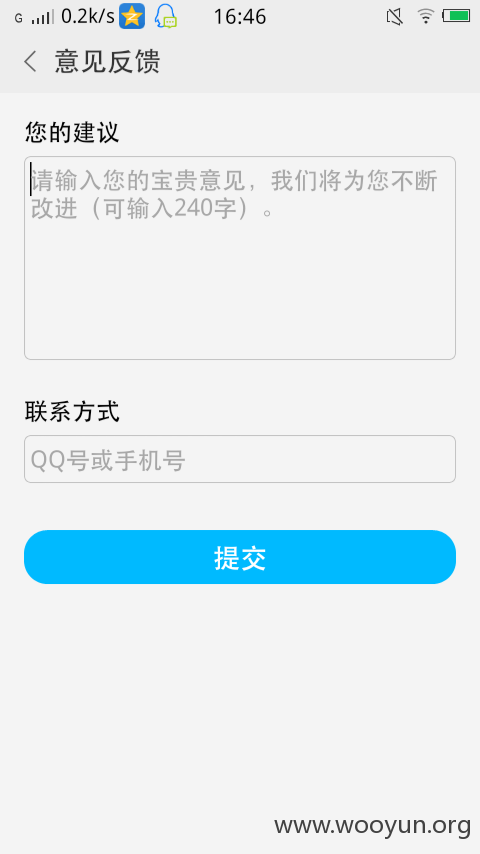 G 0.2k/s 16:46
意见反馈
您的建议
请输入您的宝贵意见，我们将为您不断
改进（可输入240字）。
联系方式
QQ号或手机号
提交
www.wooyun.org